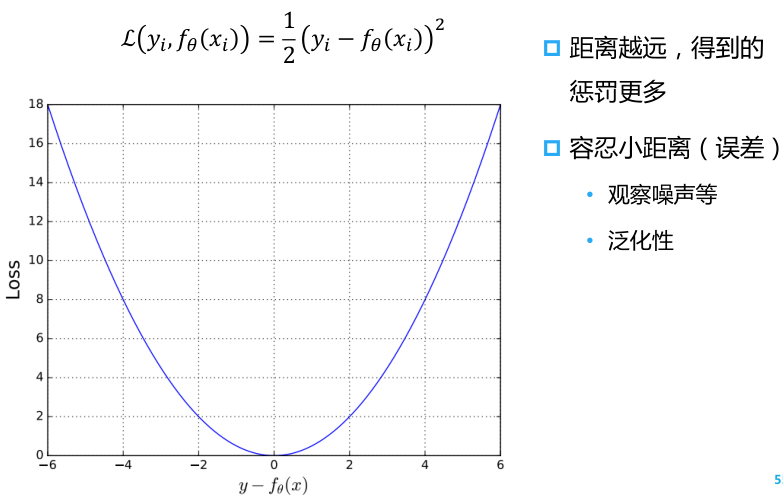 ℒ(yᵢ, f_θ(xᵢ)) = 1/2 (yᵢ − f_θ(xᵢ))²
距离越远，得到的
惩罚更多
容忍小距离（误差）
• 观察噪声等
• 泛化性
18
16
14
12
10
8
6
4
2
0
Loss
−6 −4 −2 0 2 4 6
y − f_θ(x)
5